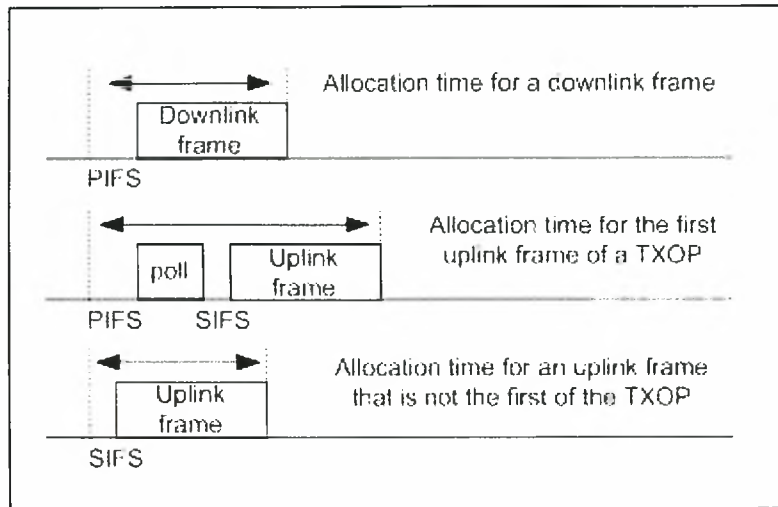 Allocation time for a downlink frame
Downlink
frame
PIFS
Allocation time for the first
uplink frame of a TXOP
poll
Uplink
frame
PIFS
SIFS
Allocation time for an uplink frame
that is not the first of the TXOP
Uplink
frame
SIFS